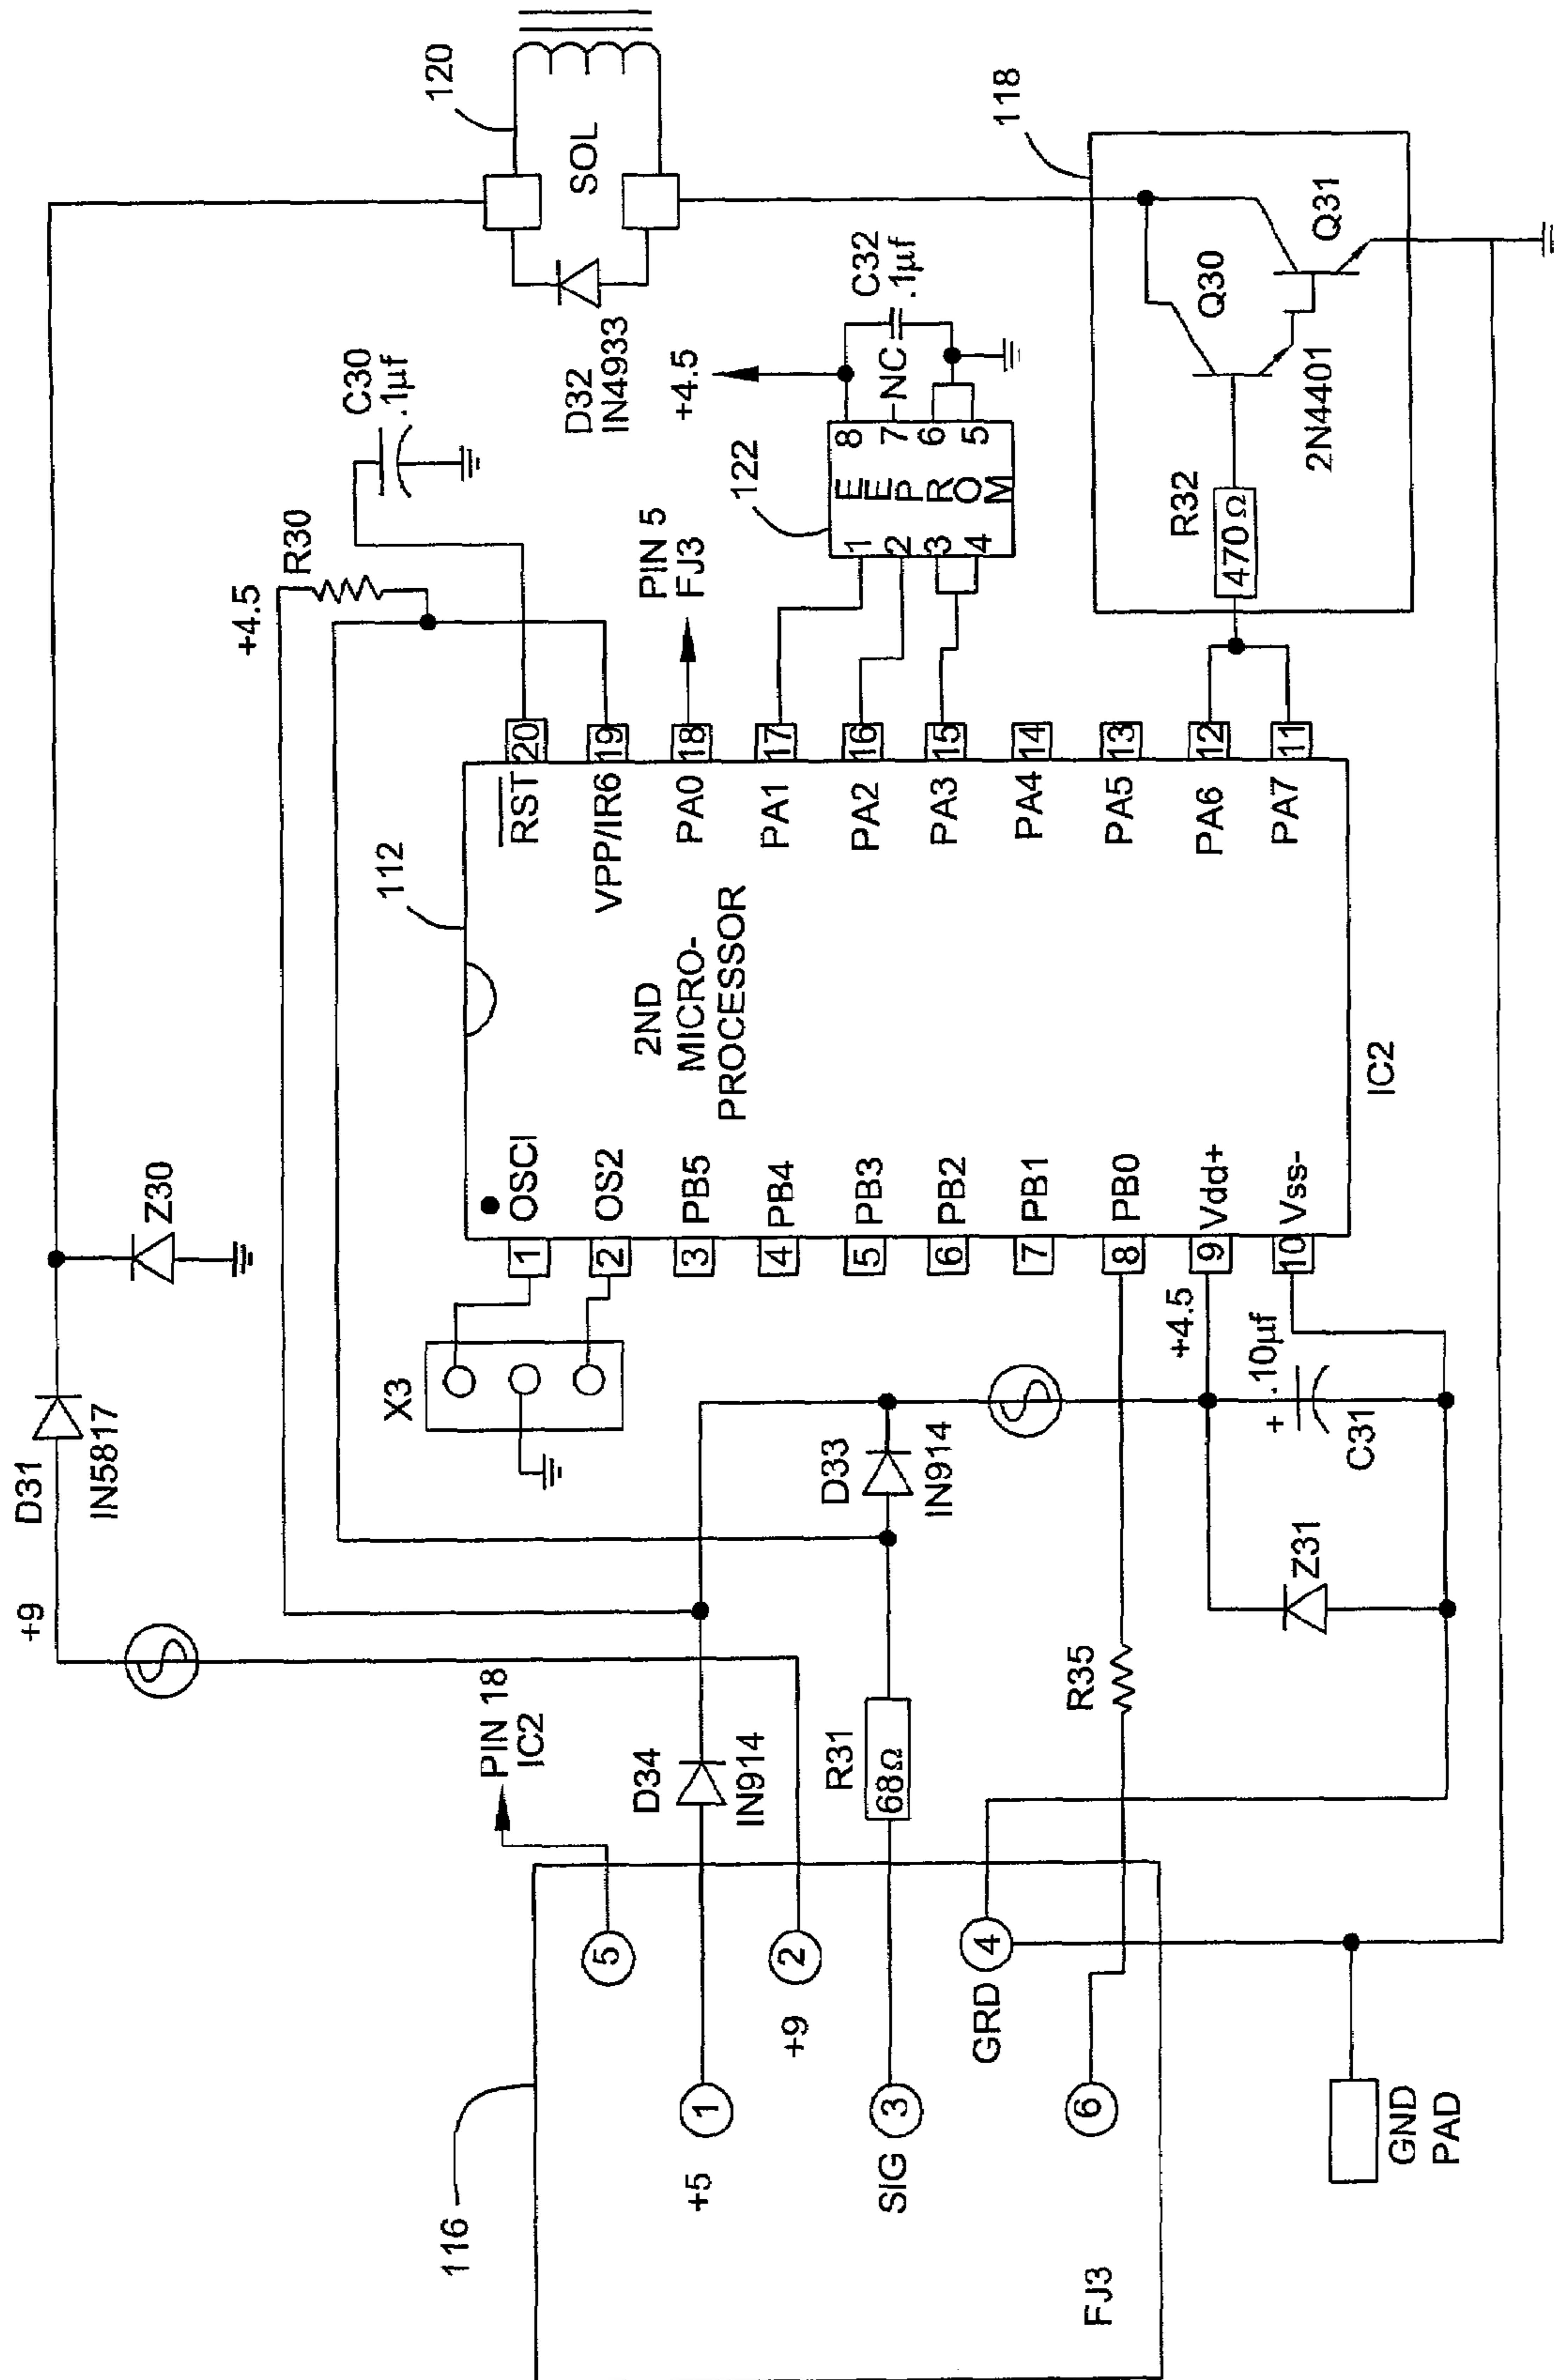 116
FJ3
+5
1
5
PIN 18
IC2
+9
2
SIG
3
GRD
4
6
GND
PAD
D34
IN914
R31
68Ω
R35
+9
D31
IN5817
Z30
X3
D33
IN914
Z31
+4.5
+
.10µf
C31
112
2ND
MICRO-
PROCESSOR
IC2
1 OSCI
2 OS2
3 PB5
4 PB4
5 PB3
6 PB2
7 PB1
8 PB0
9 Vdd+
10 Vss-
RST 20
VPP/IR6 19
PA0 18
PA1 17
PA2 16
PA3 15
PA4 14
PA5 13
PA6 12
PA7 11
+4.5
R30
C30
.1µf
PIN 5
FJ3
122
EEPROM
1
2
3
4
8
7
6
5
NC
+4.5
C32
.1µf
D32
IN4933
SOL
120
118
R32
470Ω
Q30
2N4401
Q31